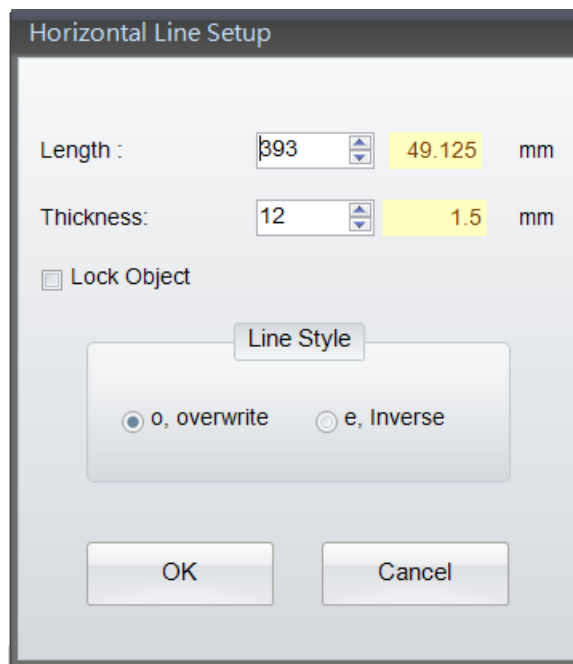 Horizontal Line Setup
Length : 393 49.125 mm
Thickness: 12 1.5 mm
Lock Object
Line Style
o, overwrite e, Inverse
OK Cancel